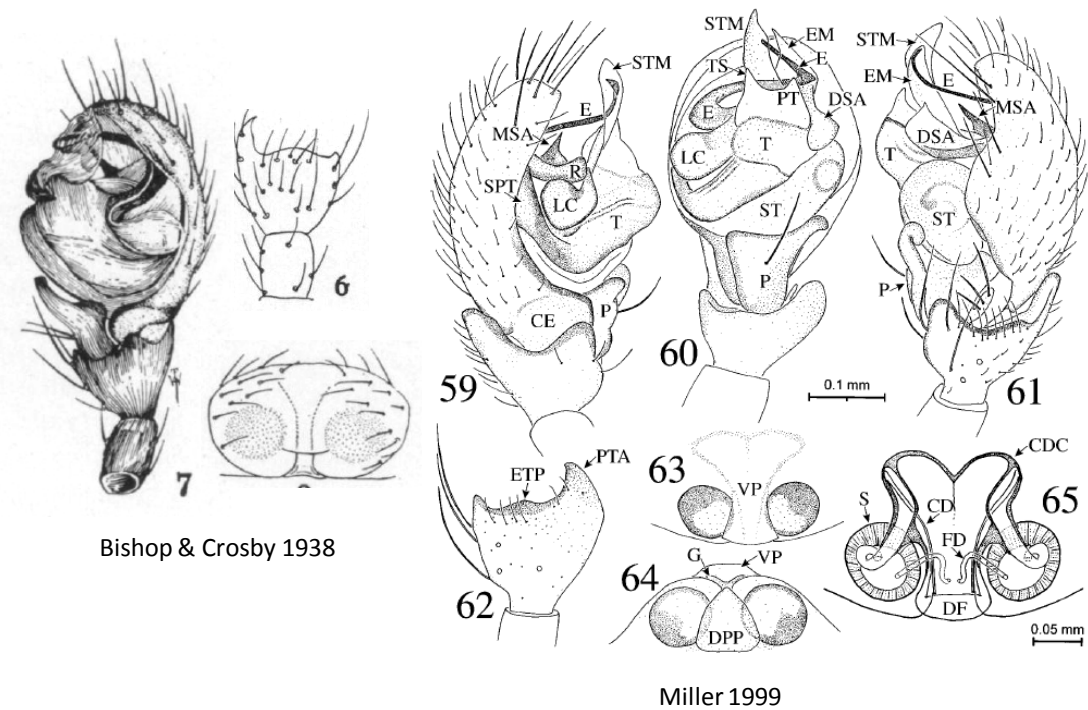 6
7
Bishop & Crosby 1938
STM
E
MSA
R
SPT
LC
T
P
CE
59
STM
EM
E
TS
PT
DSA
E
LC
T
ST
P
60
0.1 mm
STM
EM
E
MSA
DSA
T
ST
P
61
ETP
PTA
62
63
VP
64
G
VP
DPP
CDC
65
S
CD
FD
DF
0.05 mm
Miller 1999